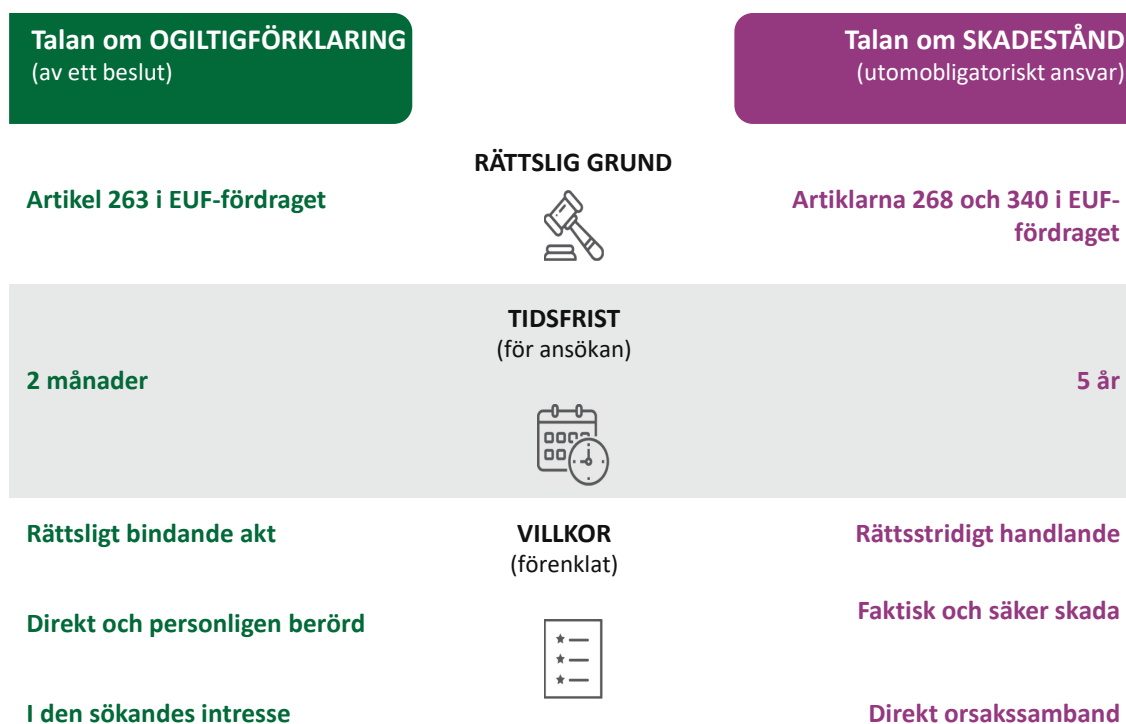 Talan om OGILTIGFÖRKLARING
(av ett beslut)
Talan om SKADESTÅND
(utomobligatoriskt ansvar)
RÄTTSLIG GRUND
Artikel 263 i EUF-fördraget
Artiklarna 268 och 340 i EUF-
fördraget
TIDSFRIST
(för ansökan)
2 månader
5 år
Rättsligt bindande akt
VILLKOR
(förenklat)
Rättsstridigt handlande
Direkt och personligen berörd
Faktisk och säker skada
I den sökandes intresse
Direkt orsakssamband